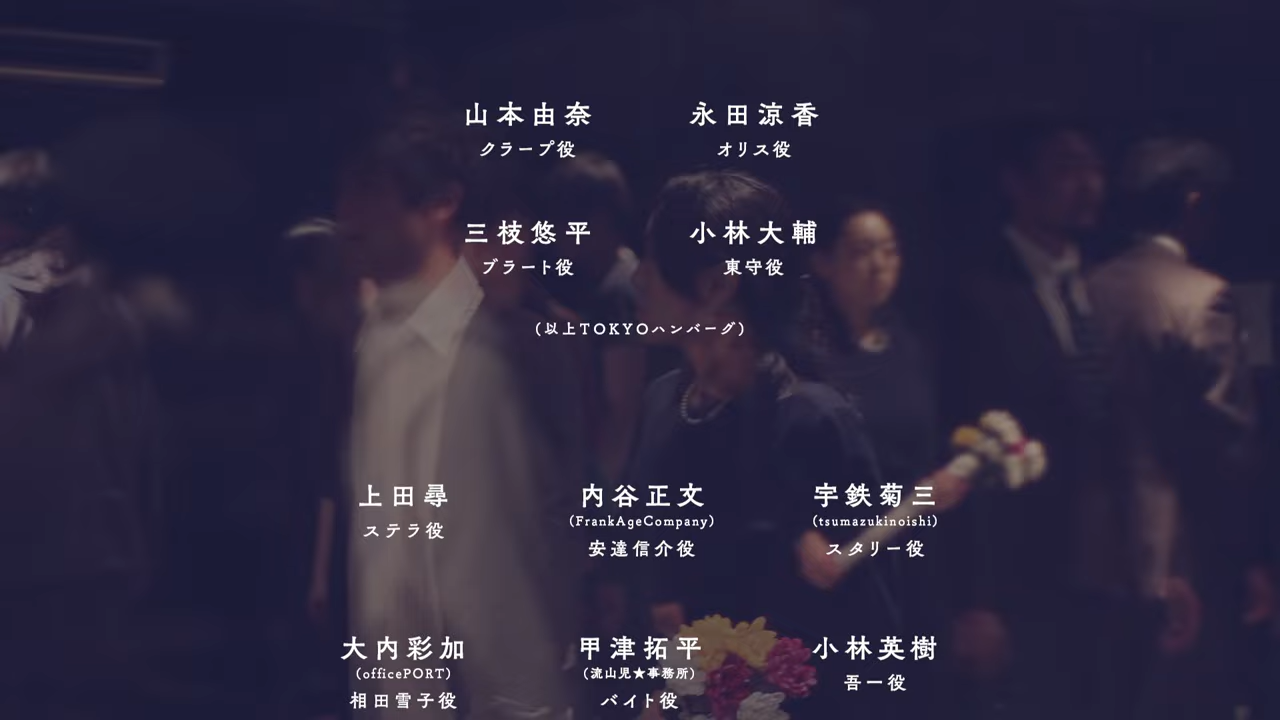 山本由奈　永田涼香
クラープ役　オリス役
三枝悠平　小林大輔
ブラート役　東守役
(以上TOKYOハンバーグ)
上田尋　内谷正文　宇鉄菊三
(FrankAgeCompany)　(tsumazukinoishi)
ステラ役　安達信介役　スタリー役
大内彩加　甲津拓平　小林英樹
(officePORT)　(流山児★事務所)
相田雪子役　バイト役　吾一役